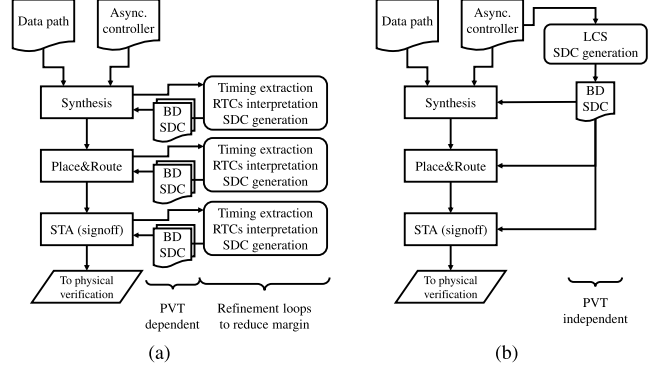 Data path
Async.
controller
Synthesis
Timing extraction
RTCs interpretation
SDC generation
BD
SDC
Place&Route
Timing extraction
RTCs interpretation
SDC generation
BD
SDC
STA (signoff)
Timing extraction
RTCs interpretation
SDC generation
BD
SDC
To physical
verification
PVT
dependent
Refinement loops
to reduce margin
(a)
Data path
Async.
controller
LCS
SDC generation
BD
SDC
Synthesis
Place&Route
STA (signoff)
To physical
verification
PVT
independent
(b)